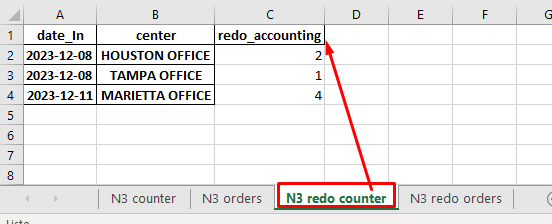 A B C D E F G
1 date_In center redo_accounting
2 2023-12-08 HOUSTON OFFICE 2
3 2023-12-08 TAMPA OFFICE 1
4 2023-12-11 MARIETTA OFFICE 4
5
6
7
8
N3 counter N3 orders N3 redo counter N3 redo orders